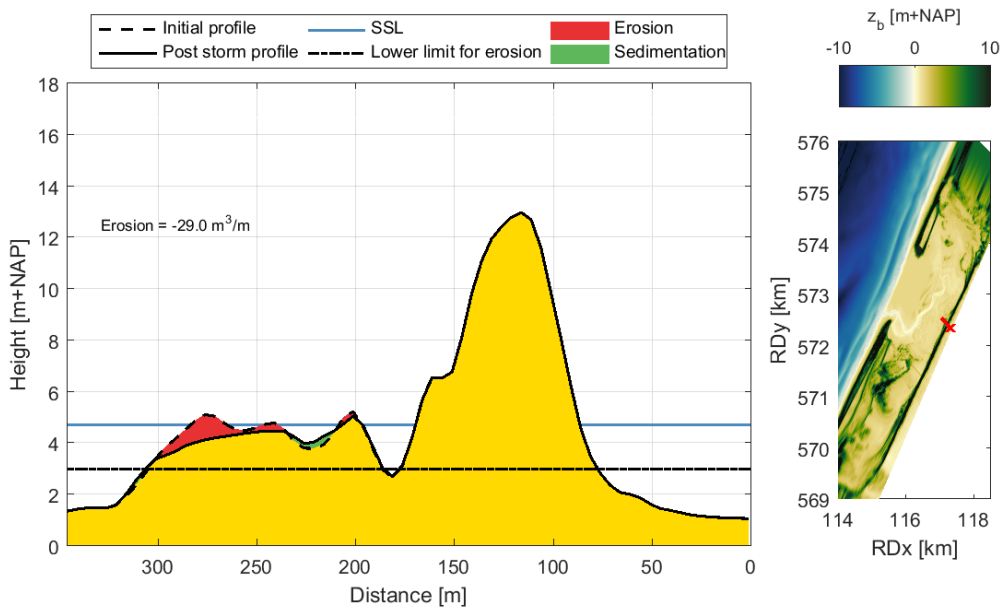 Initial profile
SSL
Erosion
Post storm profile
Lower limit for erosion
Sedimentation
z_b [m+NAP]
-10
0
10
18
16
14
12
10
8
6
4
2
0
Height [m+NAP]
Erosion = -29.0 m^3/m
300
250
200
150
100
50
0
Distance [m]
576
575
574
573
572
571
570
569
RDy [km]
114
116
118
RDx [km]